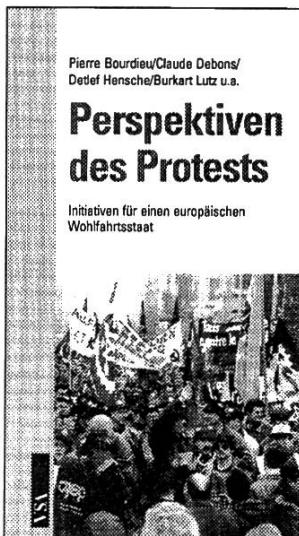 Pierre Bourdieu/Claude Debons/
Detlef Hensche/Burkart Lutz u.a.
Perspektiven
des Protests
Initiativen für einen europäischen
Wohlfahrtsstaat
VSA